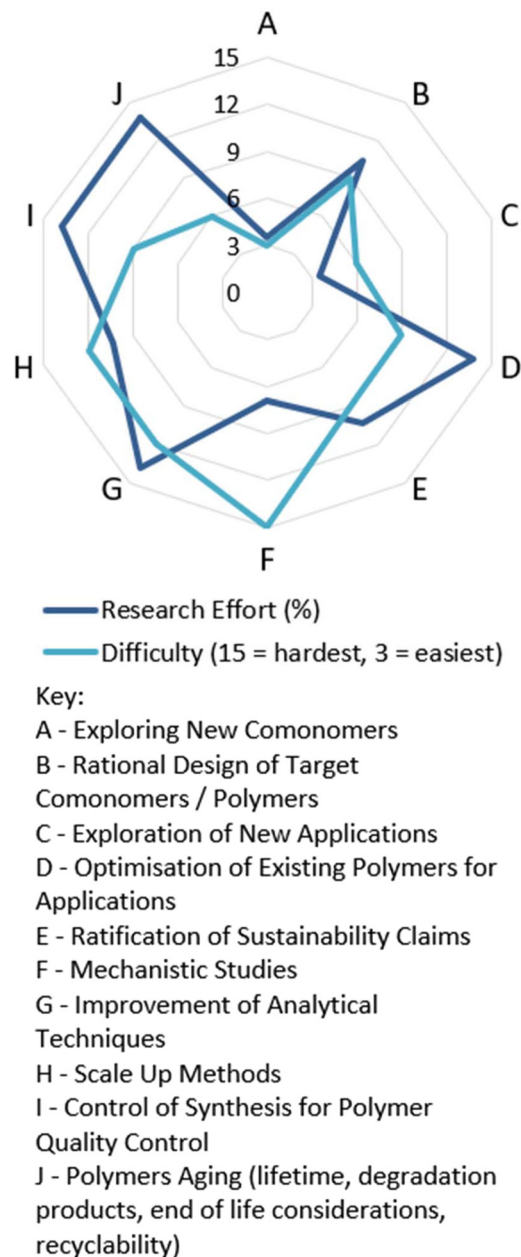 A
15
J
B
12
9
6
I
C
3
0
H
D
G
E
F
Research Effort (%)
Difficulty (15 = hardest, 3 = easiest)
Key:
A - Exploring New Comonomers
B - Rational Design of Target
Comonomers / Polymers
C - Exploration of New Applications
D - Optimisation of Existing Polymers for
Applications
E - Ratification of Sustainability Claims
F - Mechanistic Studies
G - Improvement of Analytical
Techniques
H - Scale Up Methods
I - Control of Synthesis for Polymer
Quality Control
J - Polymers Aging (lifetime, degradation
products, end of life considerations,
recyclability)